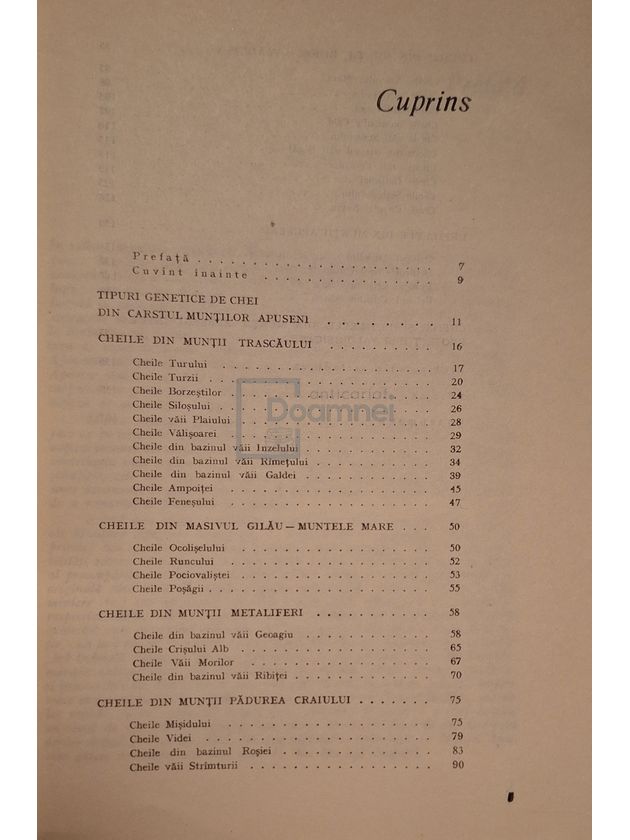 Cuprins
Prefață . . . . . . . . . . . . . . . . . . . . 7
Cuvînt înainte . . . . . . . . . . . . . . . 9
TIPURI GENETICE DE CHEI
DIN CARSTUL MUNȚILOR APUSENI . . . . . . . . 11
CHEILE DIN MUNȚII TRASCĂULUI . . . . . . . . . 16
Cheile Turului . . . . . . . . . . . . . . . . 17
Cheile Turzii . . . . . . . . . . . . . . . . 20
Cheile Borzeștilor . . . . . . . . . . . . . . 24
Cheile Siloșului . . . . . . . . . . . . . . . 26
Cheile văii Plaiului . . . . . . . . . . . . . 28
Cheile Vălișoarei . . . . . . . . . . . . . . 29
Cheile din bazinul văii Inzelului . . . . . . . . 32
Cheile din bazinul văii Rimețului . . . . . . . . 34
Cheile din bazinul văii Galdei . . . . . . . . . 39
Cheile Ampoiței . . . . . . . . . . . . . . . 45
Cheile Feneșului . . . . . . . . . . . . . . . 47
CHEILE DIN MASIVUL GILĂU — MUNTELE MARE . . . 50
Cheile Ocolișelului . . . . . . . . . . . . . . 50
Cheile Runcului . . . . . . . . . . . . . . . 52
Cheile Pociovaliștei . . . . . . . . . . . . . . 53
Cheile Poșăgii . . . . . . . . . . . . . . . . 55
CHEILE DIN MUNȚII METALIFERI . . . . . . . . . . 58
Cheile din bazinul văii Geoagiu . . . . . . . . . 58
Cheile Crișului Alb . . . . . . . . . . . . . . 65
Cheile Văii Morilor . . . . . . . . . . . . . 67
Cheile din bazinul văii Ribiței . . . . . . . . . . 70
CHEILE DIN MUNȚII PĂDUREA CRAIULUI . . . . . . . 75
Cheile Mișidului . . . . . . . . . . . . . . . 75
Cheile Videi . . . . . . . . . . . . . . . . . 79
Cheile din bazinul Roșiei . . . . . . . . . . . 83
Cheile văii Strîmturii . . . . . . . . . . . . . 90
anticariat
Doamnei